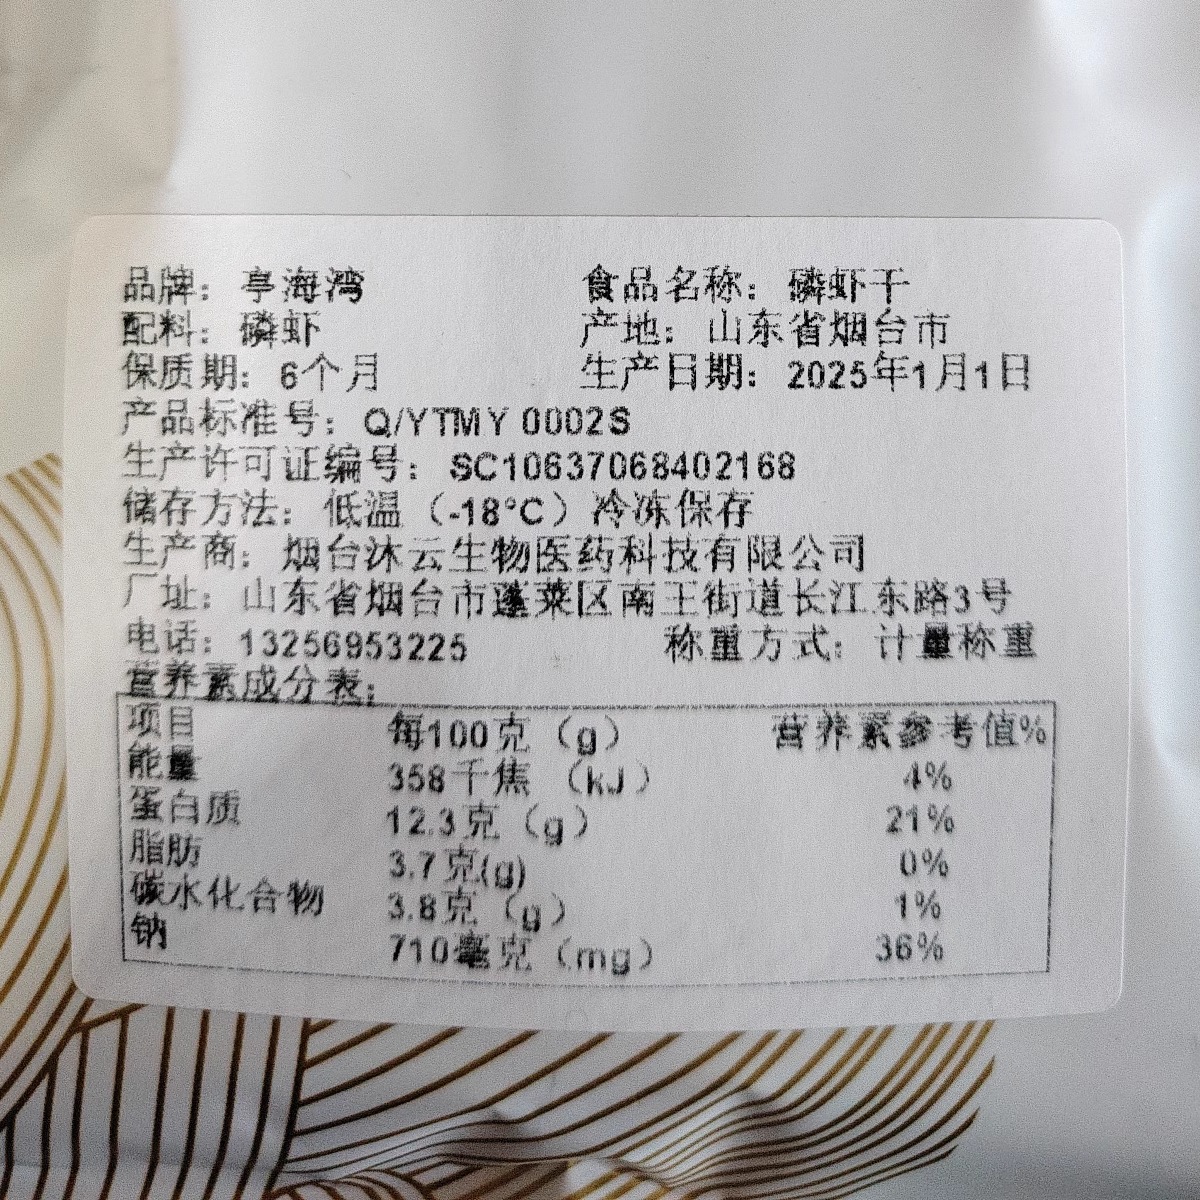 品牌：享海湾 食品名称：磷虾干
配料：磷虾 产地：山东省烟台市
保质期：6个月 生产日期：2025年1月1日
产品标准号：Q/YTMY 0002S
生产许可证编号：SC10637068402168
储存方法：低温（-18°C）冷冻保存
生产商：烟台沐云生物医药科技有限公司
厂址：山东省烟台市蓬莱区南王街道长江东路3号
电话：13256953225 称重方式：计量称重
营养素成分表：
项目 每100克（g） 营养素参考值%
能量 358千焦（kJ） 4%
蛋白质 12.3克（g） 21%
脂肪 3.7克(g) 0%
碳水化合物 3.8克（g） 1%
钠 710毫克（mg） 36%